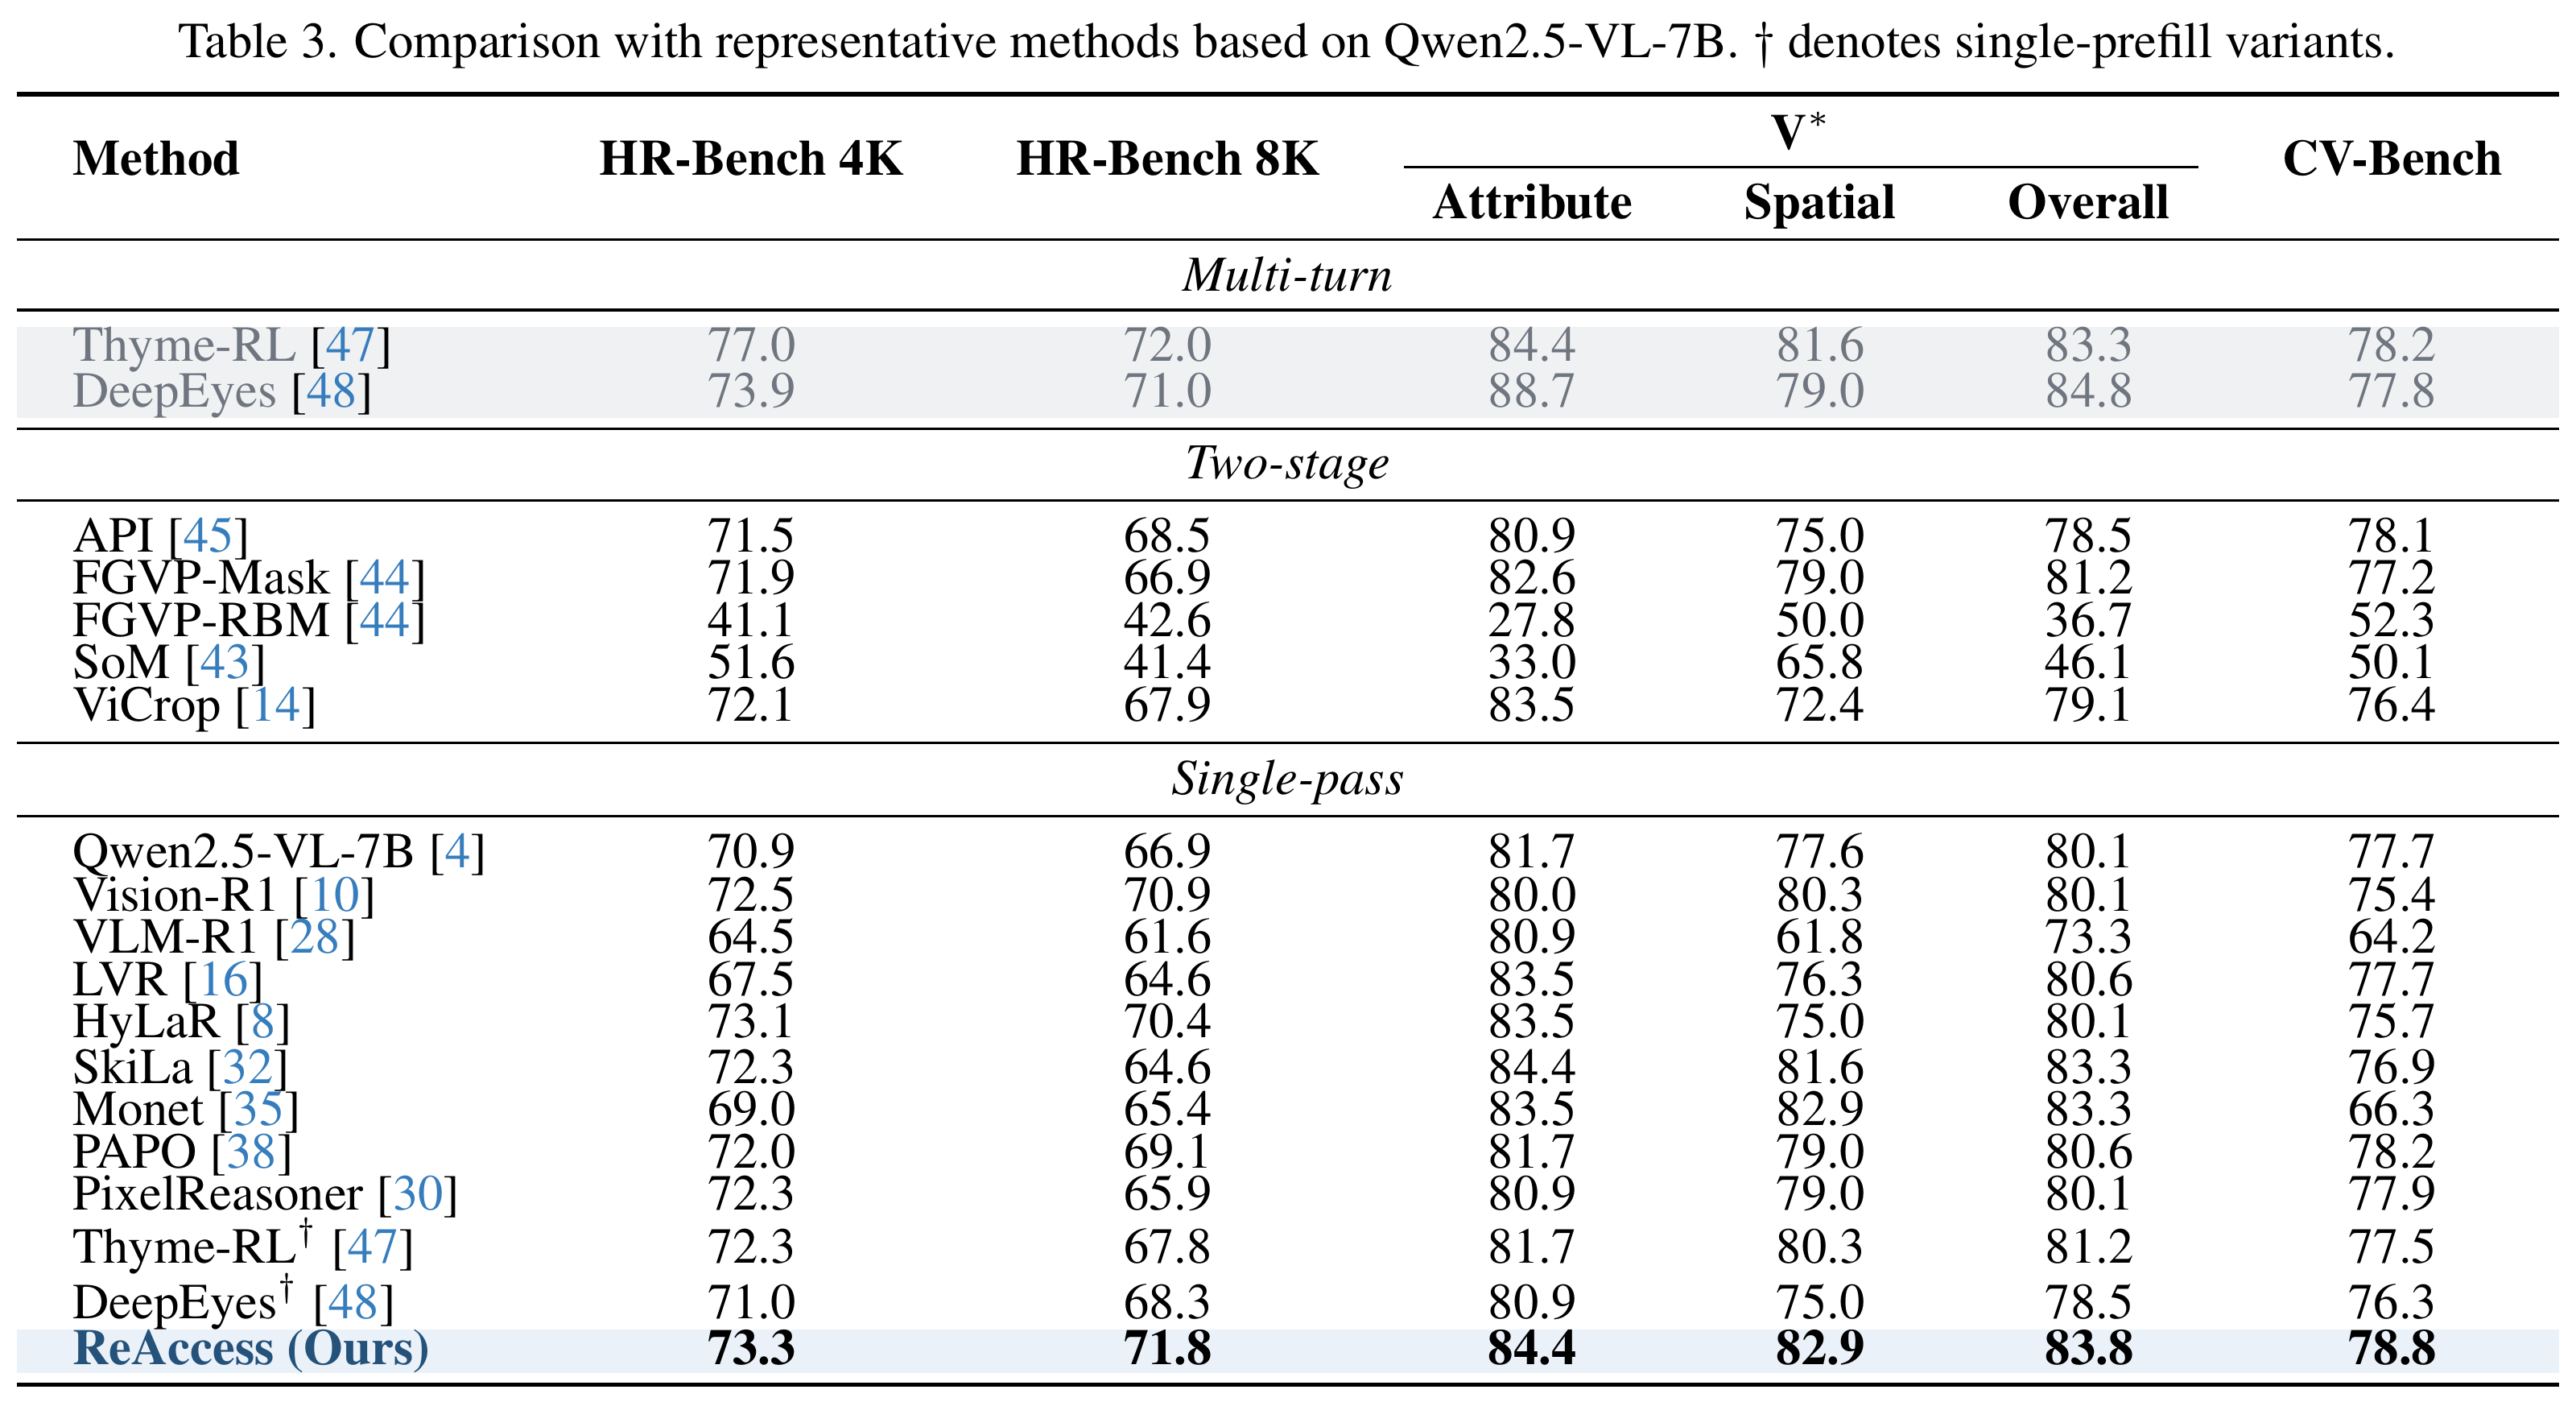 Table 3. Comparison with representative methods based on Qwen2.5-VL-7B. † denotes single-prefill variants.
Method HR-Bench 4K HR-Bench 8K V* CV-Bench
Attribute Spatial Overall
Multi-turn
Thyme-RL [47] 77.0 72.0 84.4 81.6 83.3 78.2
DeepEyes [48] 73.9 71.0 88.7 79.0 84.8 77.8
Two-stage
API [45] 71.5 68.5 80.9 75.0 78.5 78.1
FGVP-Mask [44] 71.9 66.9 82.6 79.0 81.2 77.2
FGVP-RBM [44] 41.1 42.6 27.8 50.0 36.7 52.3
SoM [43] 51.6 41.4 33.0 65.8 46.1 50.1
ViCrop [14] 72.1 67.9 83.5 72.4 79.1 76.4
Single-pass
Qwen2.5-VL-7B [4] 70.9 66.9 81.7 77.6 80.1 77.7
Vision-R1 [10] 72.5 70.9 80.0 80.3 80.1 75.4
VLM-R1 [28] 64.5 61.6 80.9 61.8 73.3 64.2
LVR [16] 67.5 64.6 83.5 76.3 80.6 77.7
HyLaR [8] 73.1 70.4 83.5 75.0 80.1 75.7
SkiLa [32] 72.3 64.6 84.4 81.6 83.3 76.9
Monet [35] 69.0 65.4 83.5 82.9 83.3 66.3
PAPO [38] 72.0 69.1 81.7 79.0 80.6 78.2
PixelReasoner [30] 72.3 65.9 80.9 79.0 80.1 77.9
Thyme-RL† [47] 72.3 67.8 81.7 80.3 81.2 77.5
DeepEyes† [48] 71.0 68.3 80.9 75.0 78.5 76.3
ReAccess (Ours) 73.3 71.8 84.4 82.9 83.8 78.8